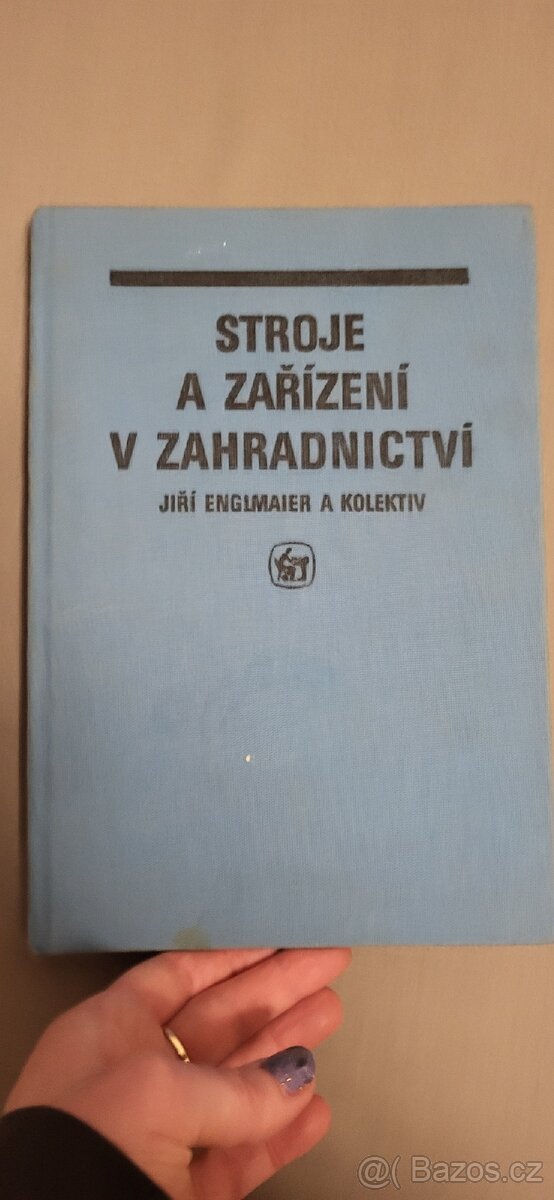 STROJE
A ZAŘÍZENÍ
V ZAHRADNICTVÍ
JIŘÍ ENGLMAIER A KOLEKTIV
@( Bazos.cz